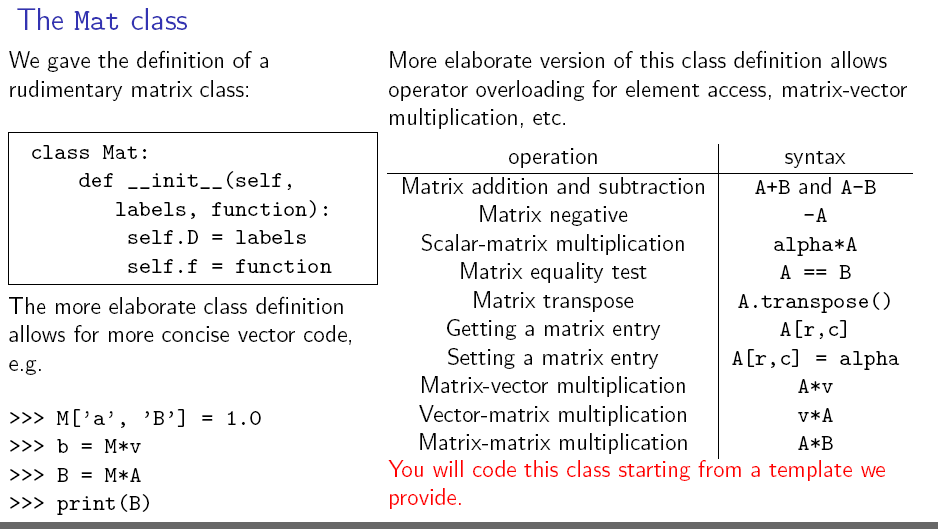 The Mat class
We gave the definition of a
rudimentary matrix class:
class Mat:
def __init__(self,
labels, function):
self.D = labels
self.f = function
The more elaborate class definition
allows for more concise vector code,
e.g.
>>> M['a', 'B'] = 1.0
>>> b = M*v
>>> B = M*A
>>> print(B)
More elaborate version of this class definition allows
operator overloading for element access, matrix-vector
multiplication, etc.
operation syntax
Matrix addition and subtraction A+B and A-B
Matrix negative -A
Scalar-matrix multiplication alpha*A
Matrix equality test A == B
Matrix transpose A.transpose()
Getting a matrix entry A[r,c]
Setting a matrix entry A[r,c] = alpha
Matrix-vector multiplication A*v
Vector-matrix multiplication v*A
Matrix-matrix multiplication A*B
You will code this class starting from a template we
provide.